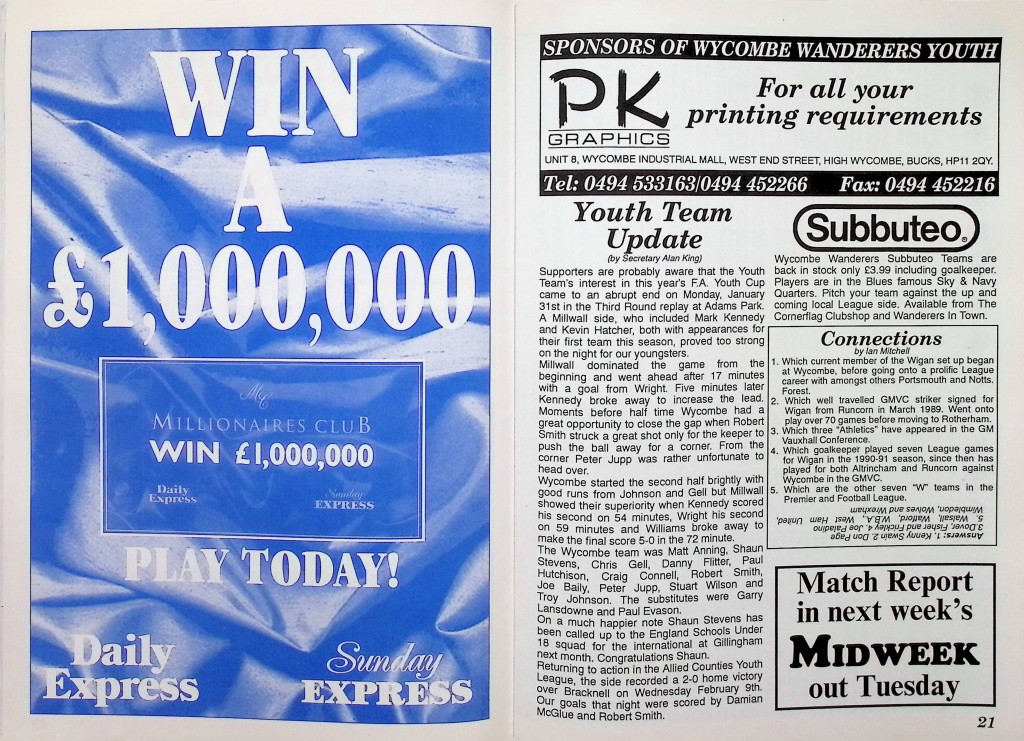 WIN
A
£1,000,000
MC
MILLIONAIRES CLUB
WIN £1,000,000
Daily
Express
Sunday
EXPRESS
PLAY TODAY!
Daily
Express
Sunday
EXPRESS
SPONSORS OF WYCOMBE WANDERERS YOUTH
PK
GRAPHICS
For all your
printing requirements
UNIT 8, WYCOMBE INDUSTRIAL MALL, WEST END STREET, HIGH WYCOMBE, BUCKS, HP11 2QY.
Tel: 0494 533163/0494 452266 Fax: 0494 452216
Youth Team
Update
(by Secretary Alan King)
Supporters are probably aware that the Youth
Team's interest in this year's F.A. Youth Cup
came to an abrupt end on Monday, January
31st in the Third Round replay at Adams Park.
A Millwall side, who included Mark Kennedy
and Kevin Hatcher, both with appearances for
their first team this season, proved too strong
on the night for our youngsters.
Millwall dominated the game from the
beginning and went ahead after 17 minutes
with a goal from Wright. Five minutes later
Kennedy broke away to increase the lead.
Moments before half time Wycombe had a
great opportunity to close the gap when Robert
Smith struck a great shot only for the keeper to
push the ball away for a corner. From the
corner Peter Jupp was rather unfortunate to
head over.
Wycombe started the second half brightly with
good runs from Johnson and Gell but Millwall
showed their superiority when Kennedy scored
his second on 54 minutes, Wright his second
on 59 minutes and Williams broke away to
make the final score 5-0 in the 72 minute.
The Wycombe team was Matt Anning, Shaun
Stevens, Chris Gell, Danny Flitter, Paul
Hutchison, Craig Connell, Robert Smith,
Joe Baily, Peter Jupp, Stuart Wilson and
Troy Johnson. The substitutes were Garry
Lansdowne and Paul Evason.
On a much happier note Shaun Stevens has
been called up to the England Schools Under
18 squad for the international at Gillingham
next month. Congratulations Shaun.
Returning to action in the Allied Counties Youth
League, the side recorded a 2-0 home victory
over Bracknell on Wednesday February 9th.
Our goals that night were scored by Damian
McGlue and Robert Smith.
Subbuteo®
Wycombe Wanderers Subbuteo Teams are
back in stock only £3.99 including goalkeeper.
Players are in the Blues famous Sky & Navy
Quarters. Pitch your team against the up and
coming local League side. Available from The
Cornerflag Clubshop and Wanderers In Town.
Connections
by Ian Mitchell
1. Which current member of the Wigan set up began
at Wycombe, before going onto a prolific League
career with amongst others Portsmouth and Notts.
Forest.
2. Which well travelled GMVC striker signed for
Wigan from Runcorn in March 1989. Went onto
play over 70 games before moving to Rotherham.
3. Which three "Athletics" have appeared in the GM
Vauxhall Conference.
4. Which goalkeeper played seven League games
for Wigan in the 1990-91 season, since then has
played for both Altrincham and Runcorn against
Wycombe in the GMVC.
5. Which are the other seven "W" teams in the
Premier and Football League.
Answers: 1. Kenny Swain 2. Don Page
3.Dover, Fisher and Frickley 4. Joe Paladino
5. Walsall, Watford, W.B.A., West Ham United,
Wimbledon, Wolves and Wrexham
Match Report
in next week's
MIDWEEK
out Tuesday
21